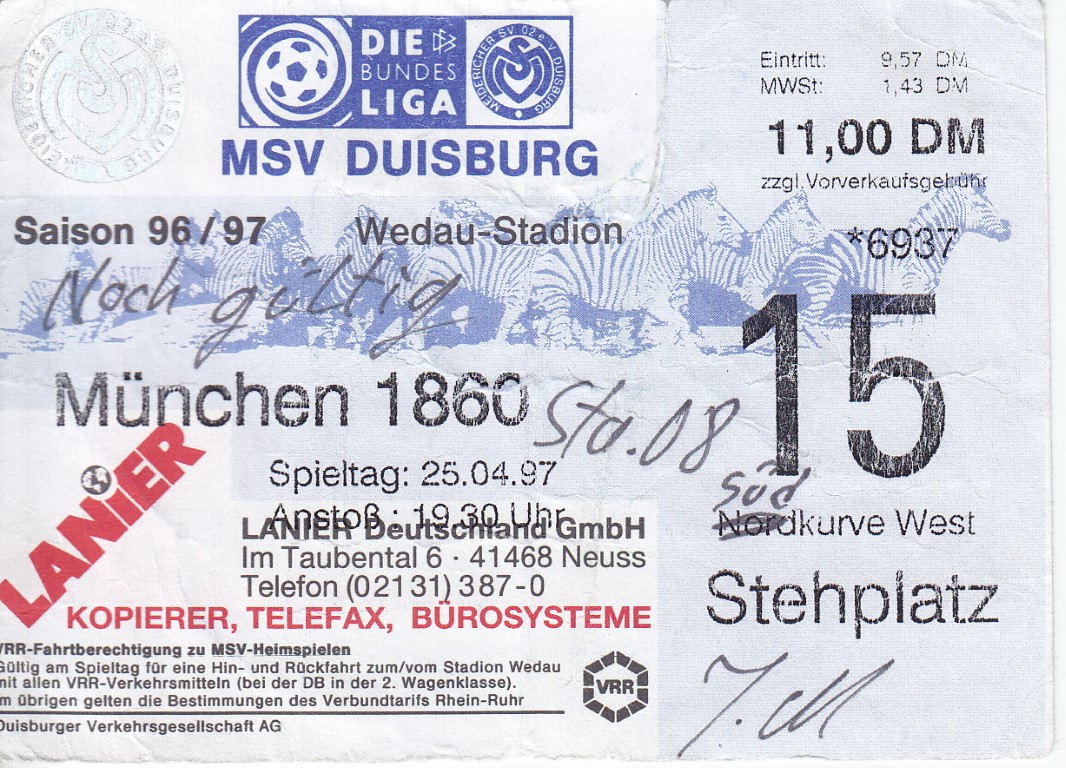 MEIDERICHER SV 02 e.V. DUISBURG
DIE
BUNDES
LIGA
MEIDERICHER SV 02 e.V. DUISBURG
MSV DUISBURG
Saison 96/97 Wedau-Stadion
Noch gültig
München 1860
Sta. 08
Spieltag: 25.04.97
Anstoß : 19.30 Uhr
LANIER
LANIER Deutschland GmbH
Im Taubental 6 · 41468 Neuss
Telefon (02131) 387-0
KOPIERER, TELEFAX, BÜROSYSTEME
VRR-Fahrtberechtigung zu MSV-Heimspielen
Gültig am Spieltag für eine Hin- und Rückfahrt zum/vom Stadion Wedau
mit allen VRR-Verkehrsmitteln (bei der DB in der 2. Wagenklasse).
Im übrigen gelten die Bestimmungen des Verbundtarifs Rhein-Ruhr
Duisburger Verkehrsgesellschaft AG
VRR
Eintritt: 9,57 DM
MWSt: 1,43 DM
11,00 DM
zzgl.Vorverkaufsgebühr
*6937
15
Süd
Nordkurve West
Stehplatz